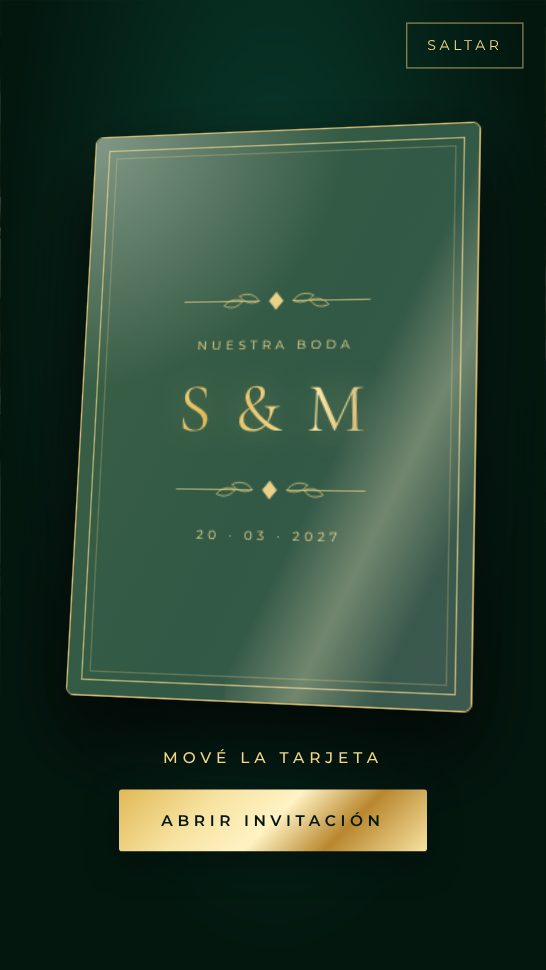 SALTAR
NUESTRA BODA
S & M
20 · 03 · 2027
MOVÉ LA TARJETA
ABRIR INVITACIÓN